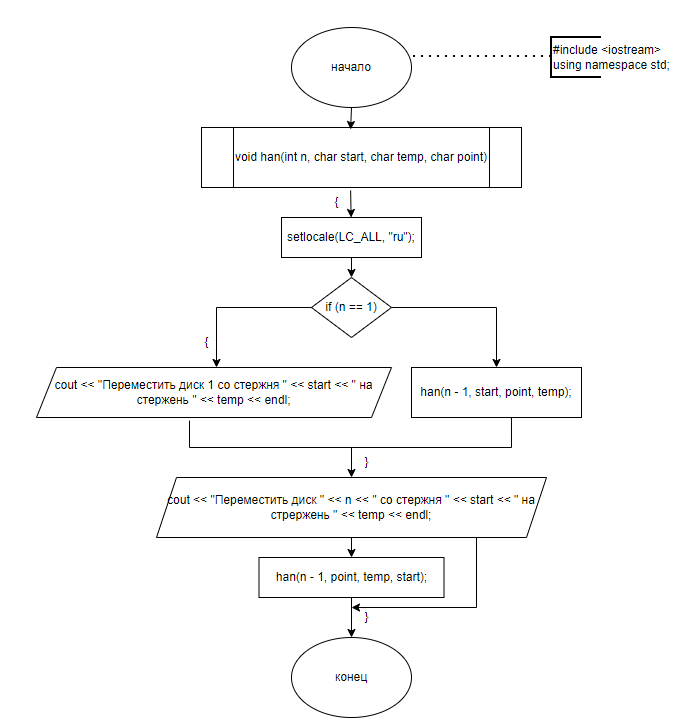 начало
#include <iostream>
using namespace std;
void han(int n, char start, char temp, char point)
{
setlocale(LC_ALL, "ru");
if (n == 1)
{
cout << "Переместить диск 1 со стержня " << start << " на
стержень " << temp << endl;
han(n - 1, start, point, temp);
}
cout << "Переместить диск " << n << " со стержня " << start << " на
стрержень " << temp << endl;
han(n - 1, point, temp, start);
}
конец